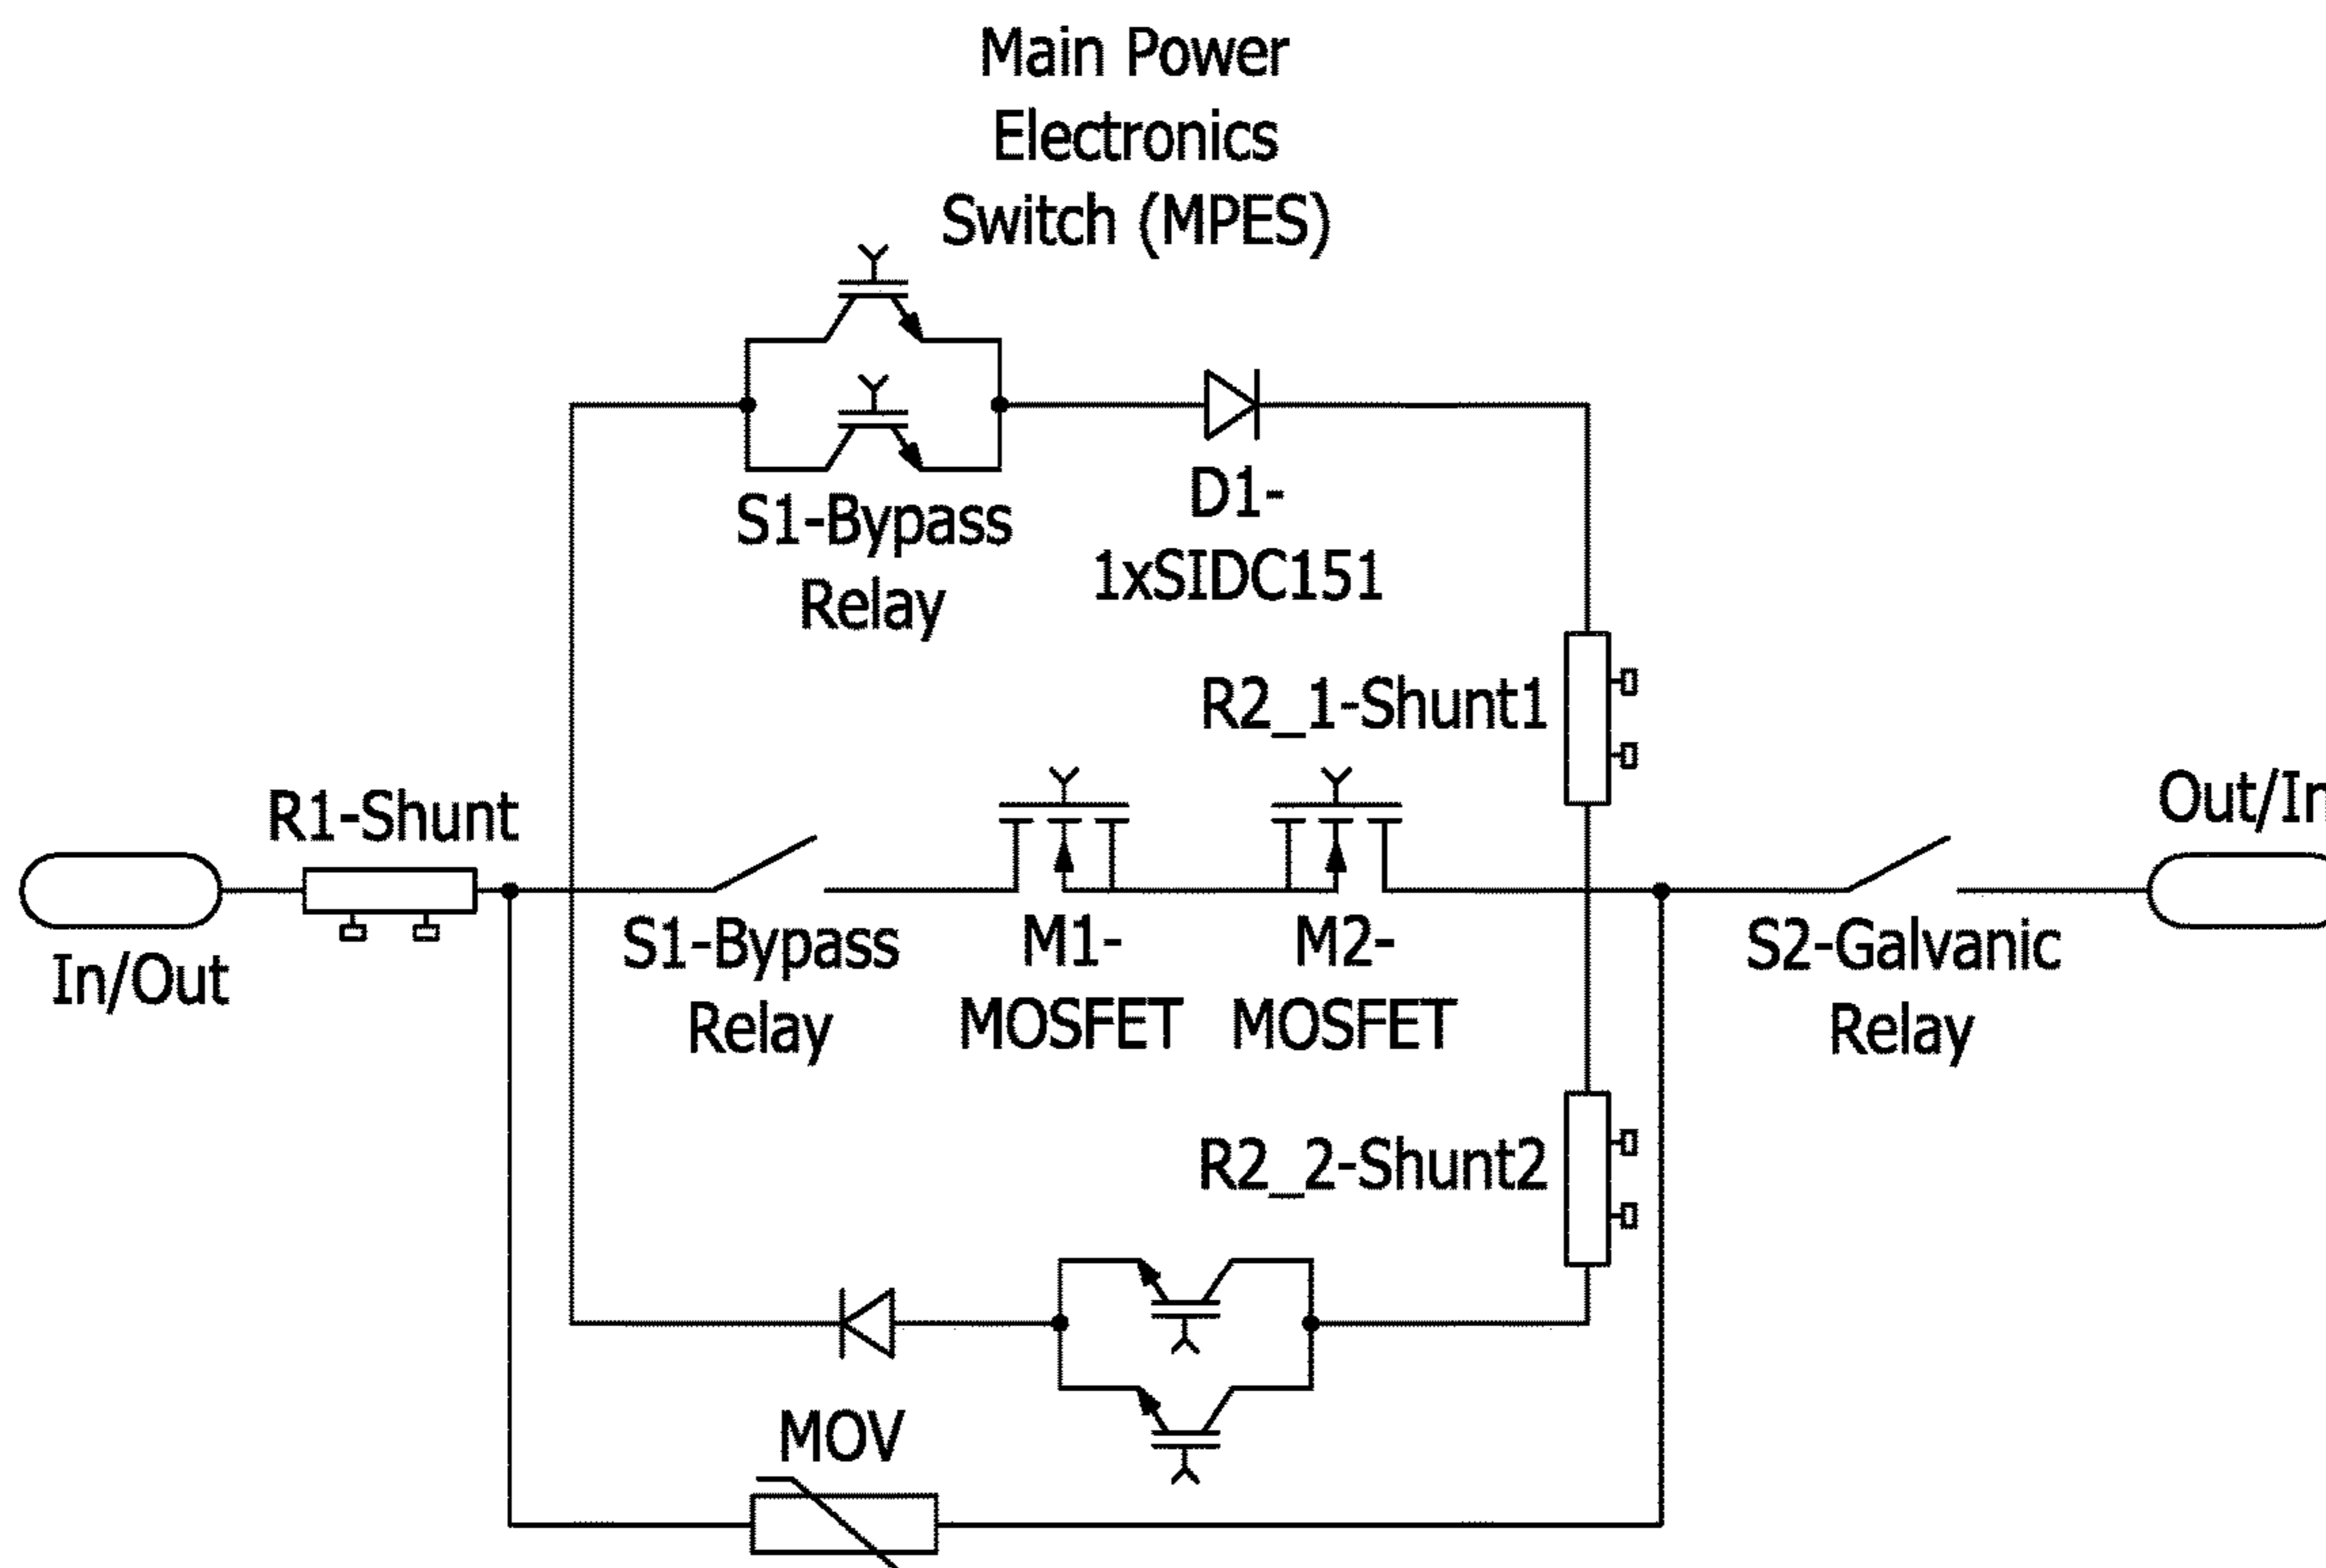 Main Power
Electronics
Switch (MPES)
S1-Bypass
Relay
D1-
1xSIDC151
R2_1-Shunt1
R1-Shunt
Out/In
In/Out
S1-Bypass
Relay
M1-
MOSFET
M2-
MOSFET
S2-Galvanic
Relay
R2_2-Shunt2
MOV